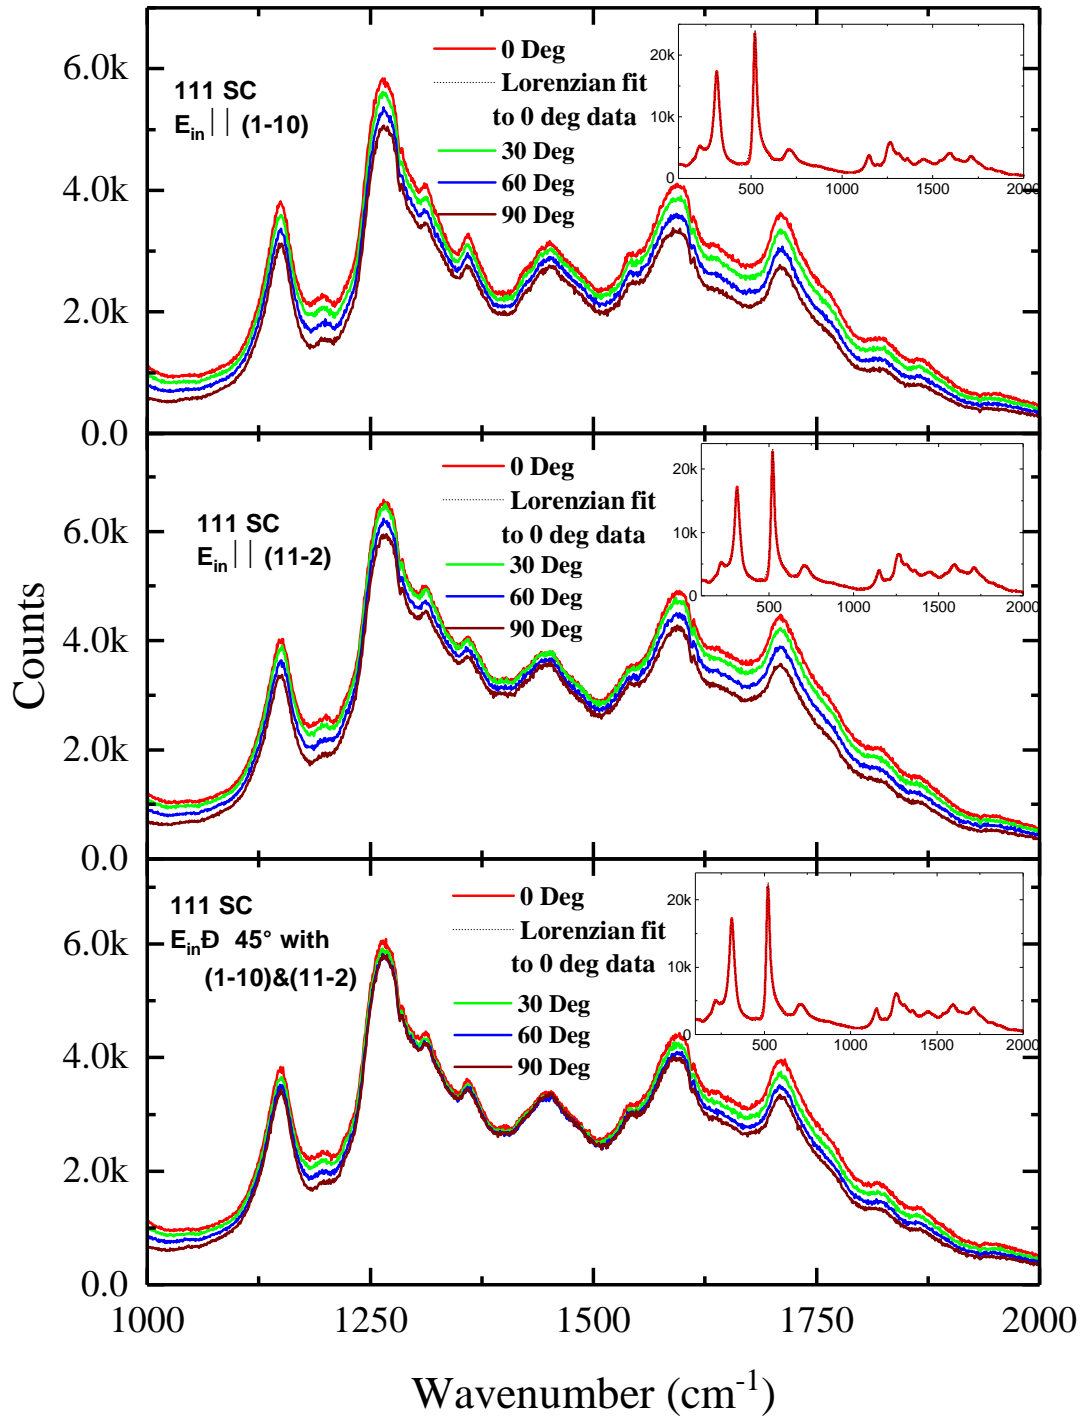 Counts
6.0k
4.0k
2.0k
0.0
111 SC
E_in || (1-10)
0 Deg
Lorenzian fit
to 0 deg data
30 Deg
60 Deg
90 Deg
20k
10k
0
500
1000
1500
2000
6.0k
4.0k
2.0k
0.0
111 SC
E_in || (11-2)
0 Deg
Lorenzian fit
to 0 deg data
30 Deg
60 Deg
90 Deg
20k
10k
0
500
1000
1500
2000
6.0k
4.0k
2.0k
0.0
111 SC
E_inĐ 45° with
(1-10)&(11-2)
0 Deg
Lorenzian fit
to 0 deg data
30 Deg
60 Deg
90 Deg
20k
10k
0
500
1000
1500
2000
1000
1250
1500
1750
2000
Wavenumber (cm⁻¹)